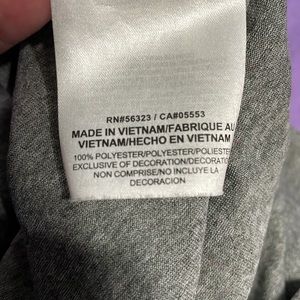 RN#56323 / CA#05553
MADE IN VIETNAM/FABRIQUE AU
VIETNAM/HECHO EN VIETNAM
100% POLYESTER/POLYESTER/POLIESTE
EXCLUSIVE OF DECORATION/DECORATION
NON COMPRISE/NO INCLUYE LA
DECORACION